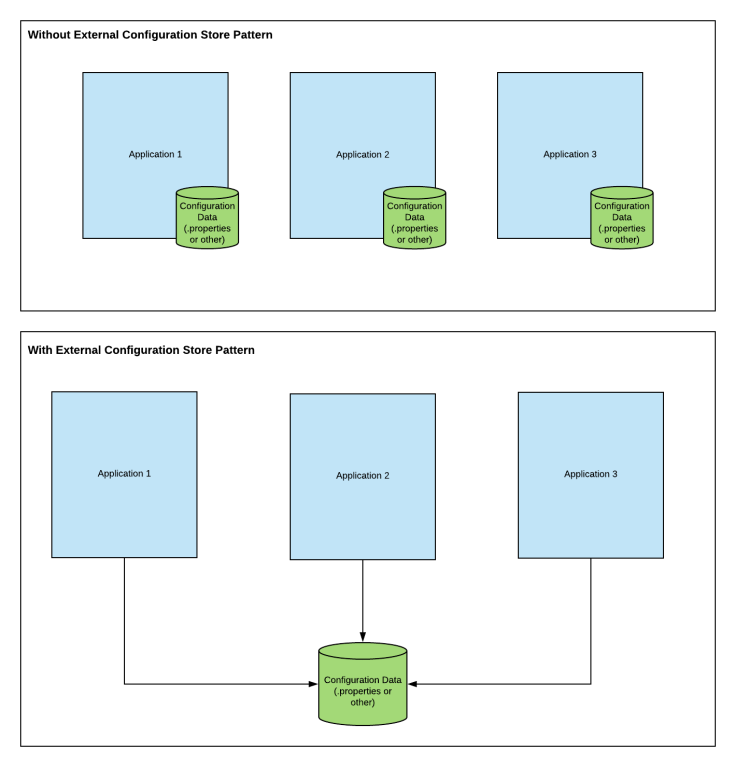 Without External Configuration Store Pattern
Application 1
Application 2
Application 3
Configuration
Data
(.properties
or other)
Configuration
Data
(.properties
or other)
Configuration
Data
(.properties
or other)
With External Configuration Store Pattern
Application 1
Application 2
Application 3
Configuration Data
(.properties or
other)